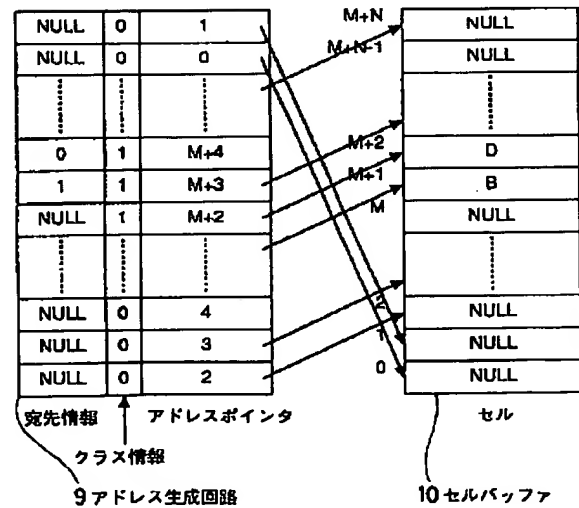 NULL 0 1 M+N NULL
NULL 0 0 M+N-1 NULL
0 1 M+4 M+2 D
1 1 M+3 M+1 B
NULL 1 M+2 M NULL
NULL 0 4 2 NULL
NULL 0 3 1 NULL
NULL 0 2 0 NULL
宛先情報 アドレスポインタ セル
クラス情報
9 アドレス生成回路 10 セルバッファ